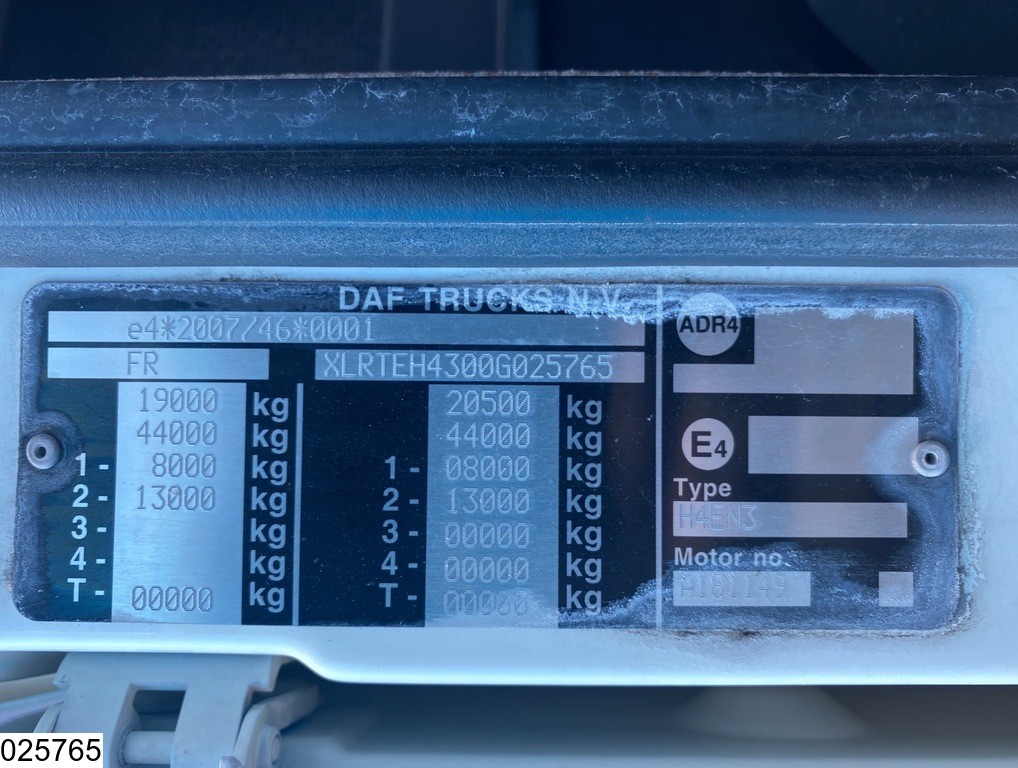 DAF TRUCKS N.V.
e4*2007/46*0001
FR XLRTEH4300G025765
19000 kg 20500 kg
44000 kg 44000 kg
1- 8000 kg 1- 08000 kg
2- 13000 kg 2- 13000 kg
3- kg 3- 00000 kg
4- kg 4- 00000 kg
T- 00000 kg T- 00000 kg
ADR4
E4
Type
H4EN3
Motor no.
A181149
025765